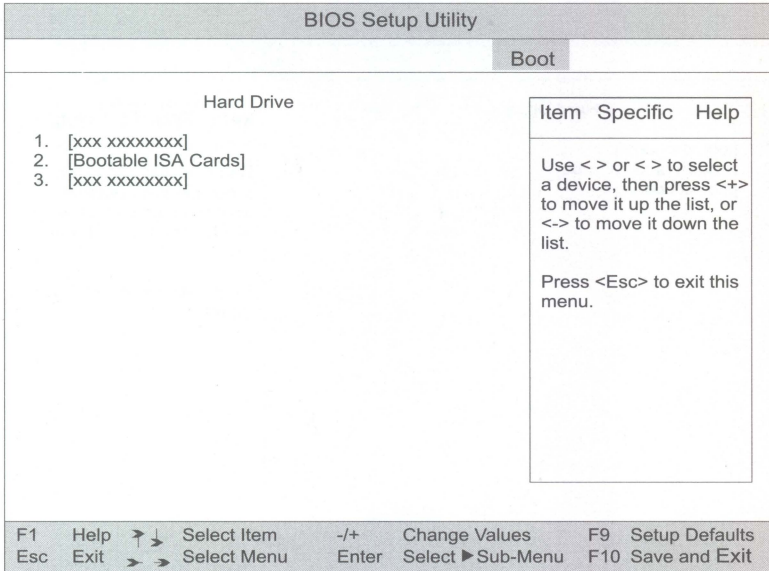 BIOS Setup Utility
Boot
Hard Drive
1. [xxx xxxxxxxx]
2. [Bootable ISA Cards]
3. [xxx xxxxxxxx]
Item Specific Help
Use < > or < > to select
a device, then press <+>
to move it up the list, or
<-> to move it down the
list.
Press <Esc> to exit this
menu.
F1 Help Select Item -/+ Change Values F9 Setup Defaults
Esc Exit Select Menu Enter Select ▶ Sub-Menu F10 Save and Exit